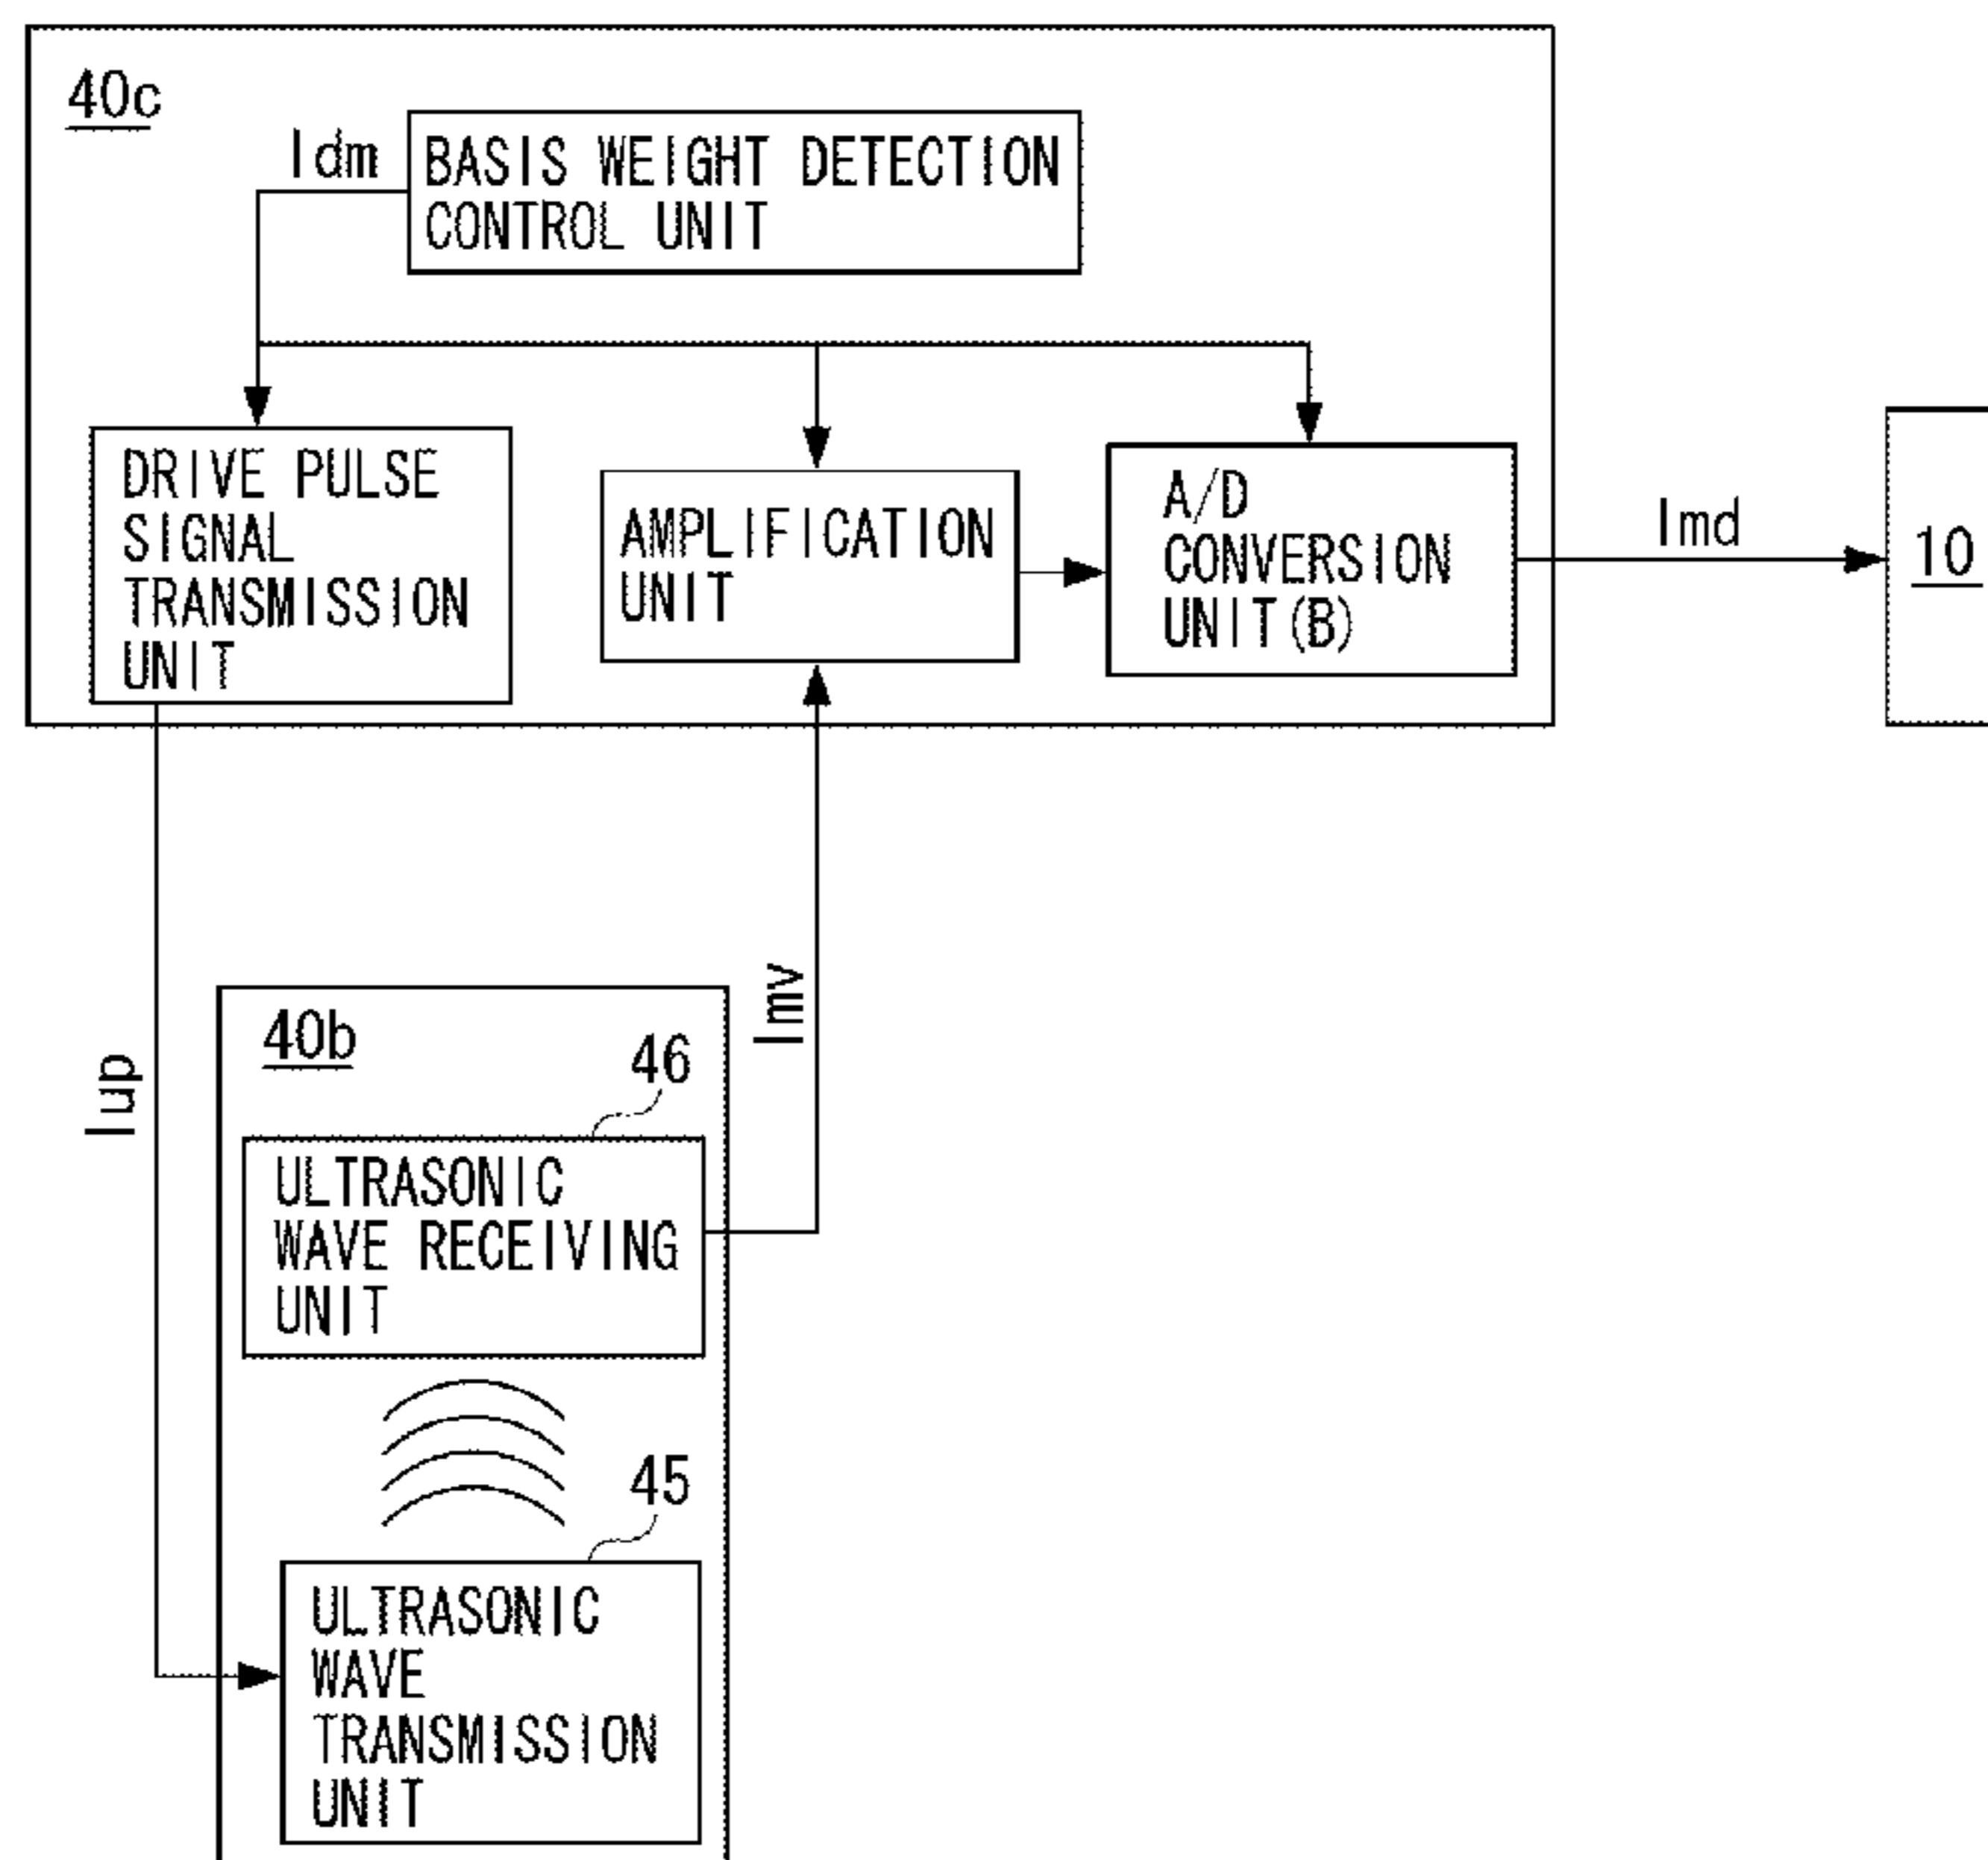 40c
Idm
BASIS WEIGHT DETECTION
CONTROL UNIT
DRIVE PULSE
SIGNAL
TRANSMISSION
UNIT
AMPLIFICATION
UNIT
A/D
CONVERSION
UNIT(B)
Imd
10
Iup
Imv
40b
46
ULTRASONIC
WAVE RECEIVING
UNIT
45
ULTRASONIC
WAVE
TRANSMISSION
UNIT